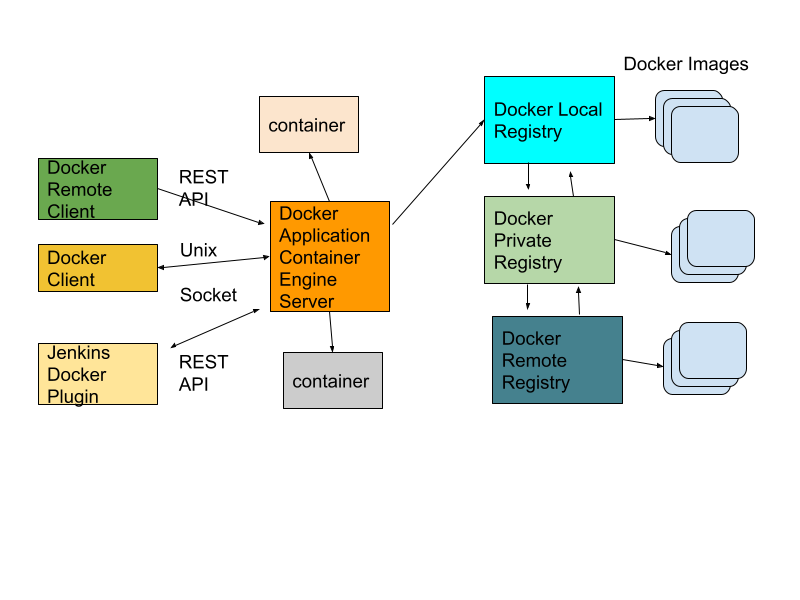 Docker Images
Docker Local
Registry
container
Docker
Remote
Client
REST
API
Docker
Application
Container
Engine
Server
Docker
Private
Registry
Docker
Client
Unix
Socket
Docker
Remote
Registry
Jenkins
Docker
Plugin
REST
API
container